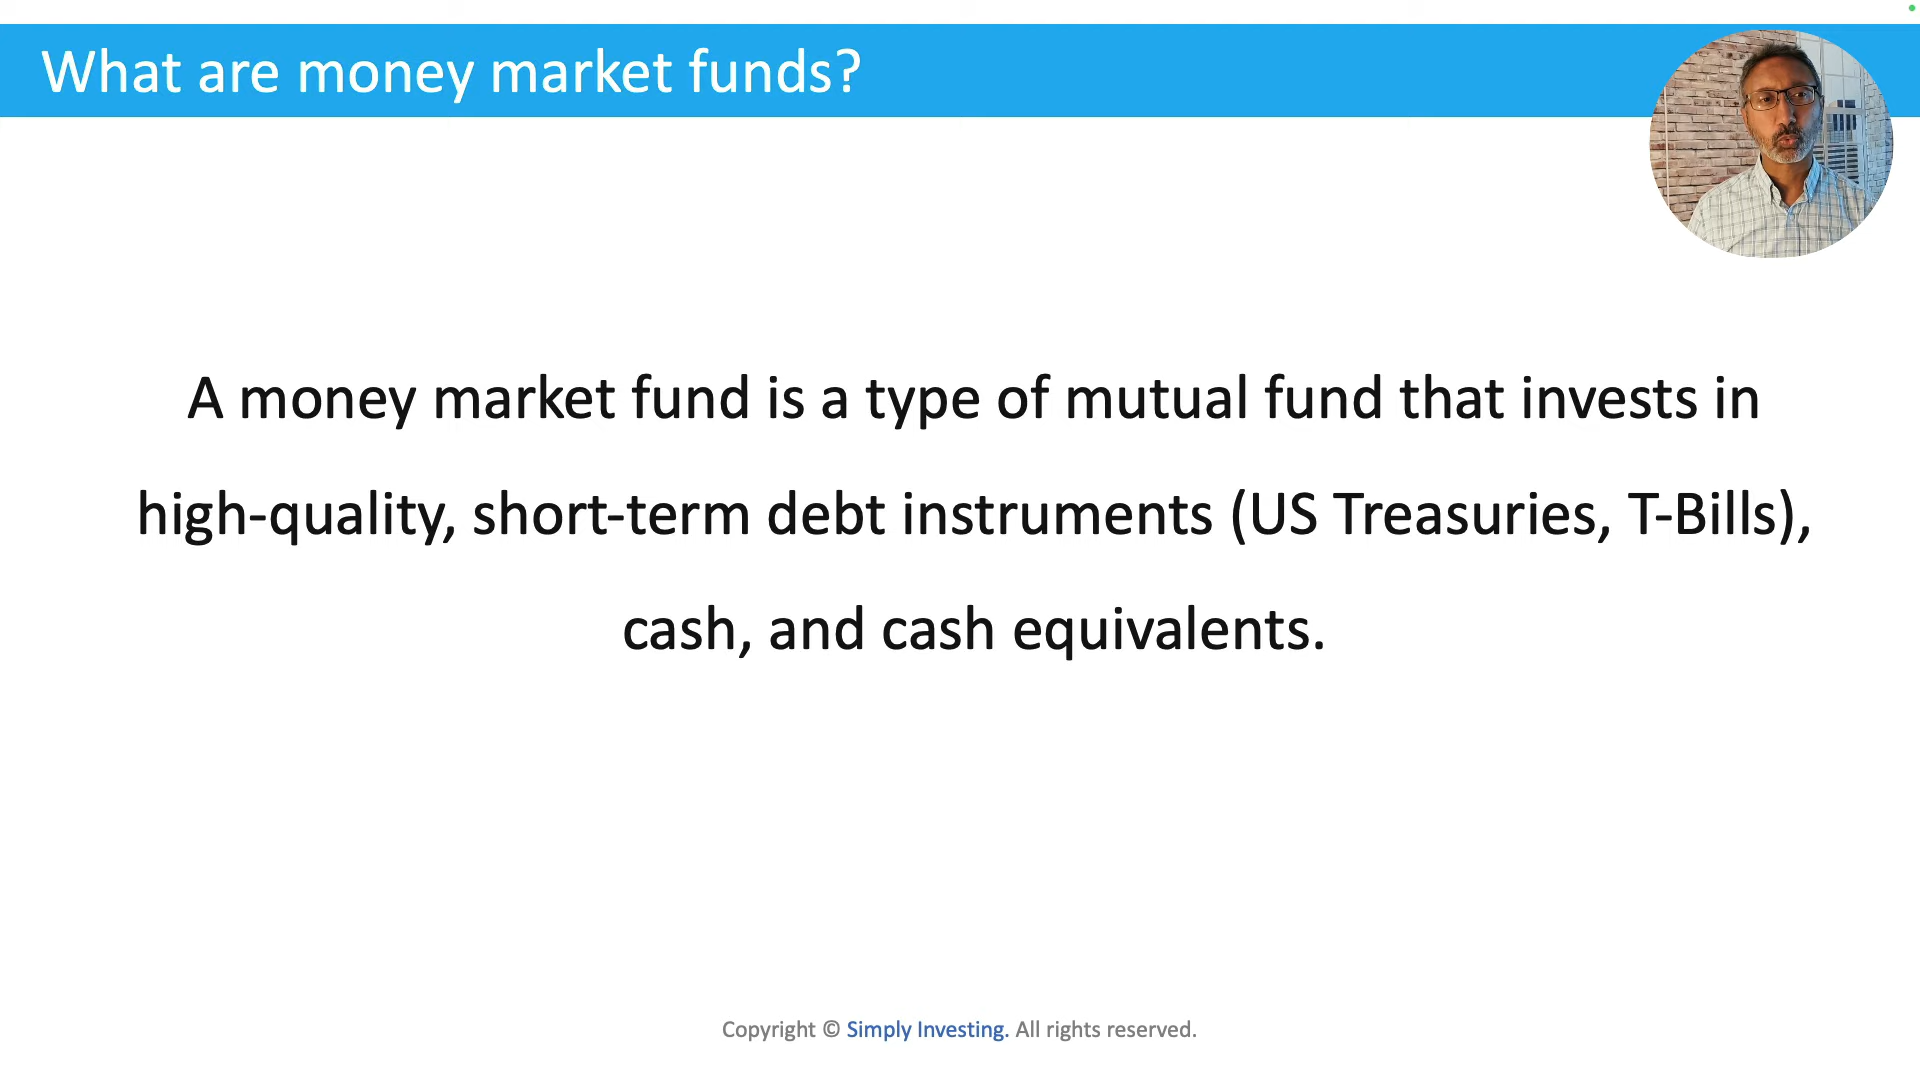 What are money market funds?
A money market fund is a type of mutual fund that invests in
high-quality, short-term debt instruments (US Treasuries, T-Bills),
cash, and cash equivalents.
Copyright © Simply Investing. All rights reserved.